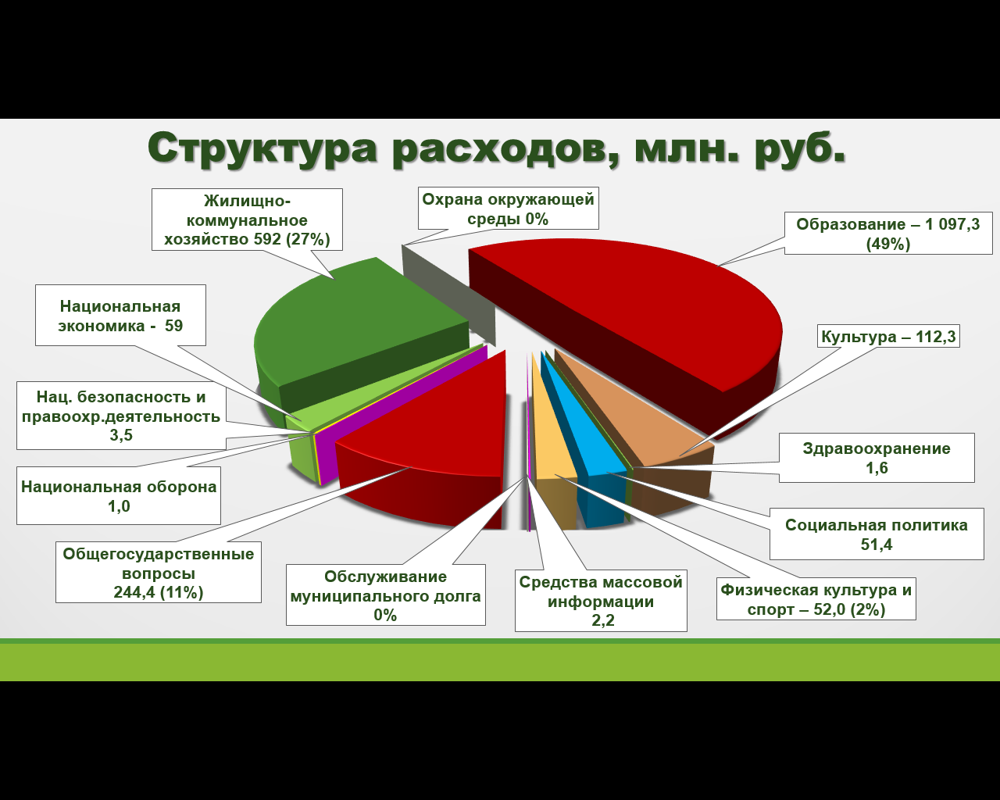 Структура расходов, млн. руб.
Жилищно-
коммунальное
хозяйство 592 (27%)
Охрана окружающей
среды 0%
Образование – 1 097,3
(49%)
Национальная
экономика -  59
Культура – 112,3
Нац. безопасность и
правоохр.деятельность
3,5
Здравоохранение
1,6
Национальная оборона
1,0
Социальная политика
51,4
Общегосударственные
вопросы
244,4 (11%)
Обслуживание
муниципального долга
0%
Средства массовой
информации
2,2
Физическая культура и
спорт – 52,0 (2%)